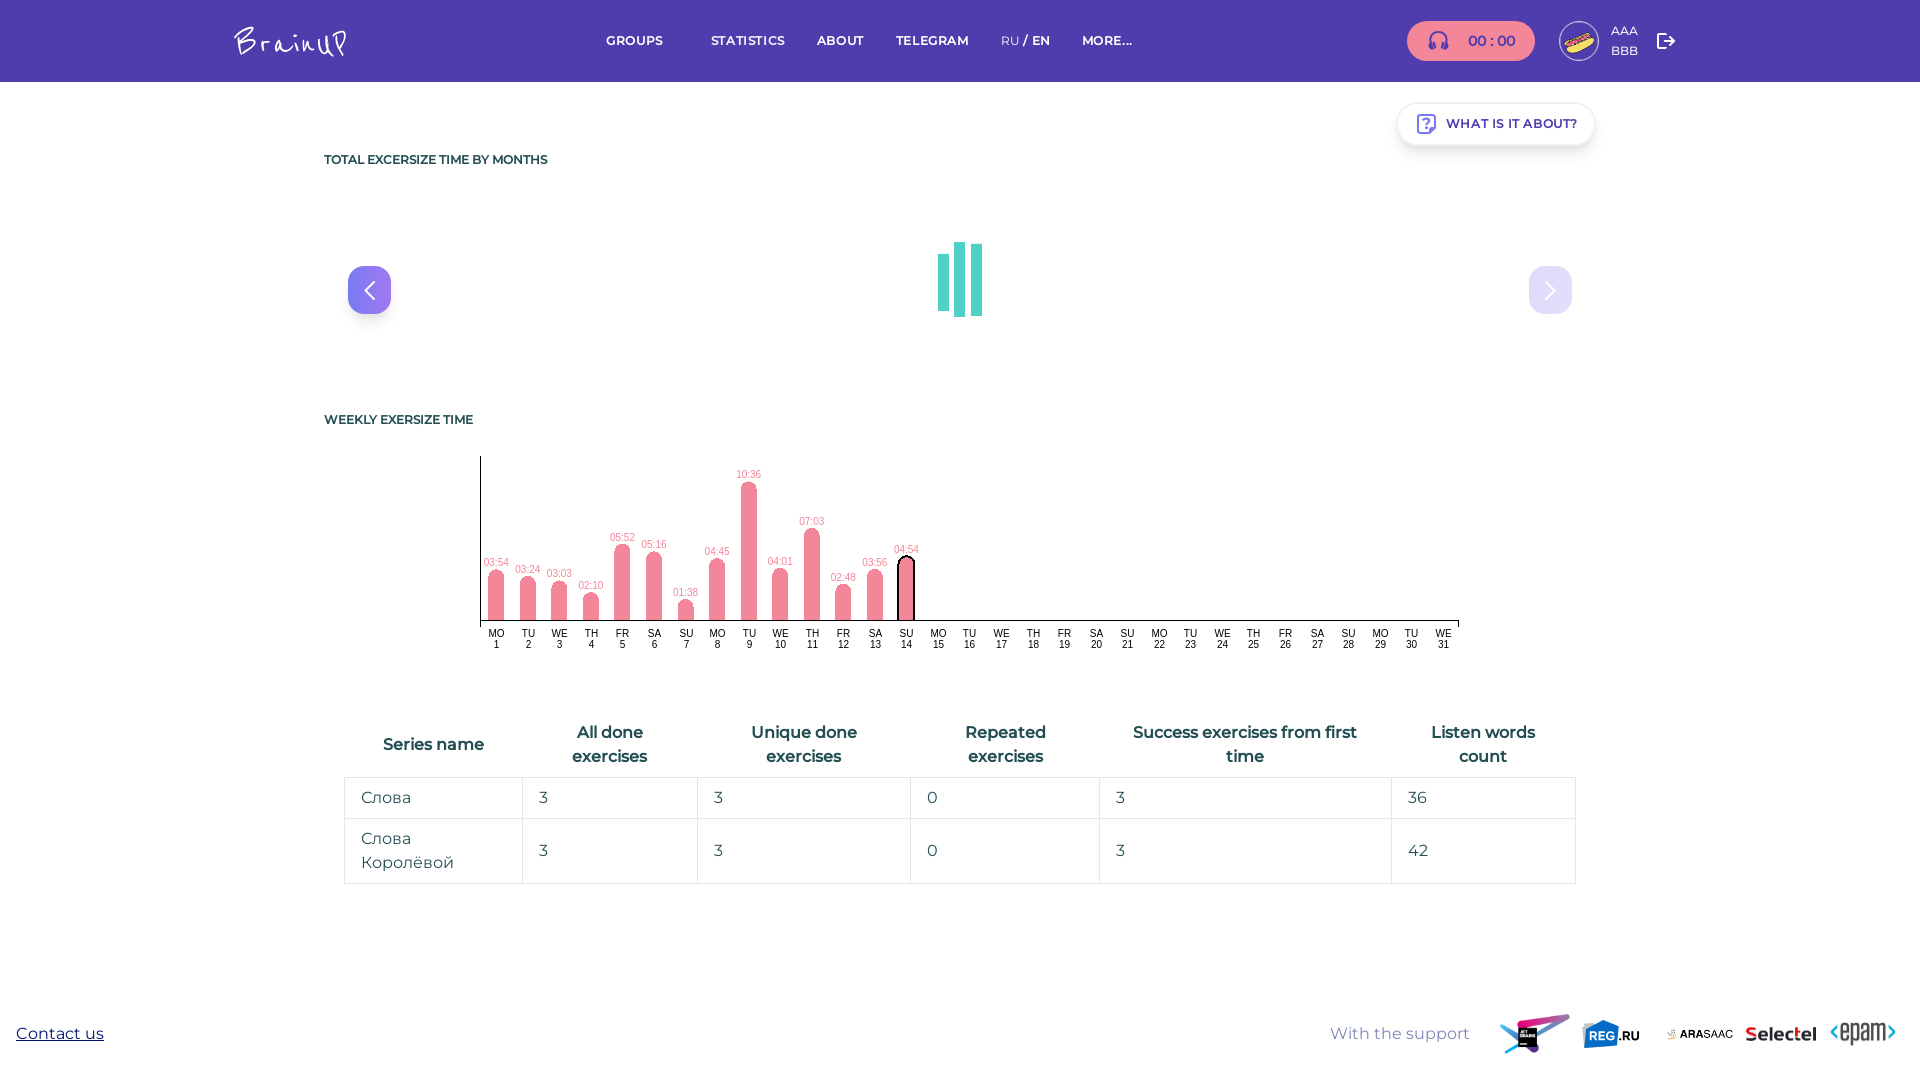 BrainUP
GROUPS
STATISTICS
ABOUT
TELEGRAM
RU / EN
MORE...
00 : 00
AAA
BBB
WHAT IS IT ABOUT?
TOTAL EXCERSIZE TIME BY MONTHS
WEEKLY EXERSIZE TIME
03:54 03:24 03:03 02:10 05:52 05:16 01:38 04:45 10:36 04:01 07:03 02:48 03:56 04:54
MO TU WE TH FR SA SU MO TU WE TH FR SA SU MO TU WE TH FR SA SU MO TU WE TH FR SA SU MO TU WE
1 2 3 4 5 6 7 8 9 10 11 12 13 14 15 16 17 18 19 20 21 22 23 24 25 26 27 28 29 30 31
Series name
All done
exercises
Unique done
exercises
Repeated
exercises
Success exercises from first
time
Listen words
count
Слова 3 3 0 3 36
Слова
Королёвой
3 3 0 3 42
Contact us
With the support
JET
BRAINS
REG.RU
ARASAAC
Selectel
<epam>